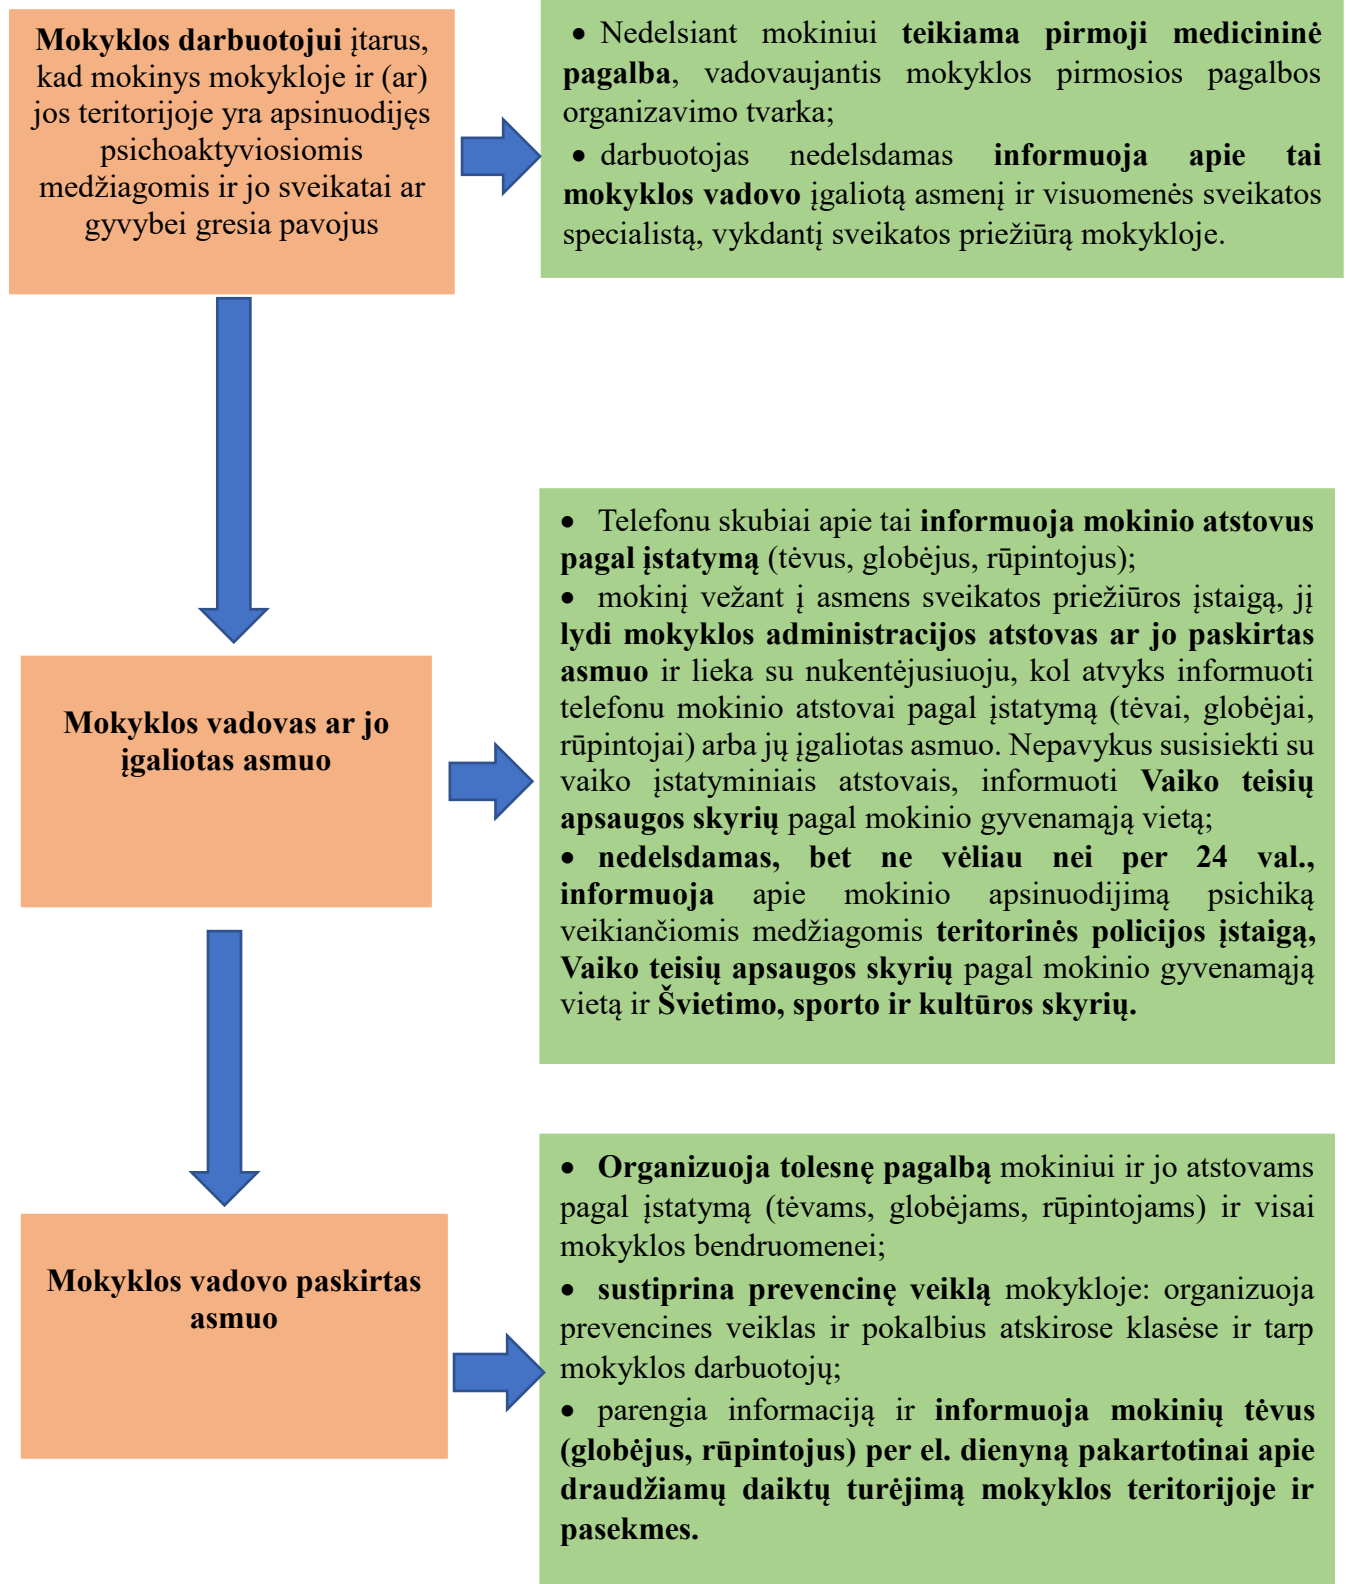 Mokyklos darbuotojui įtarus,
kad mokinys mokykloje ir (ar)
jos teritorijoje yra apsinuodijęs
psichoaktyviosiomis
medžiagomis ir jo sveikatai ar
gyvybei gresia pavojus
• Nedelsiant mokiniui teikiama pirmoji medicininė
pagalba, vadovaujantis mokyklos pirmosios pagalbos
organizavimo tvarka;
• darbuotojas nedelsdamas informuoja apie tai
mokyklos vadovo įgaliotą asmenį ir visuomenės sveikatos
specialistą, vykdantį sveikatos priežiūrą mokykloje.
Mokyklos vadovas ar jo
įgaliotas asmuo
• Telefonu skubiai apie tai informuoja mokinio atstovus
pagal įstatymą (tėvus, globėjus, rūpintojus);
• mokinį vežant į asmens sveikatos priežiūros įstaigą, jį
lydi mokyklos administracijos atstovas ar jo paskirtas
asmuo ir lieka su nukentėjusiuoju, kol atvyks informuoti
telefonu mokinio atstovai pagal įstatymą (tėvai, globėjai,
rūpintojai) arba jų įgaliotas asmuo. Nepavykus susisiekti su
vaiko įstatyminiais atstovais, informuoti Vaiko teisių
apsaugos skyrių pagal mokinio gyvenamąją vietą;
• nedelsdamas, bet ne vėliau nei per 24 val.,
informuoja apie mokinio apsinuodijimą psichiką
veikiančiomis medžiagomis teritorinės policijos įstaigą,
Vaiko teisių apsaugos skyrių pagal mokinio gyvenamąją
vietą ir Švietimo, sporto ir kultūros skyrių.
Mokyklos vadovo paskirtas
asmuo
• Organizuoja tolesnę pagalbą mokiniui ir jo atstovams
pagal įstatymą (tėvams, globėjams, rūpintojams) ir visai
mokyklos bendruomenei;
• sustiprina prevencinę veiklą mokykloje: organizuoja
prevencines veiklas ir pokalbius atskirose klasėse ir tarp
mokyklos darbuotojų;
• parengia informaciją ir informuoja mokinių tėvus
(globėjus, rūpintojus) per el. dienyną pakartotinai apie
draudžiamų daiktų turėjimą mokyklos teritorijoje ir
pasekmes.